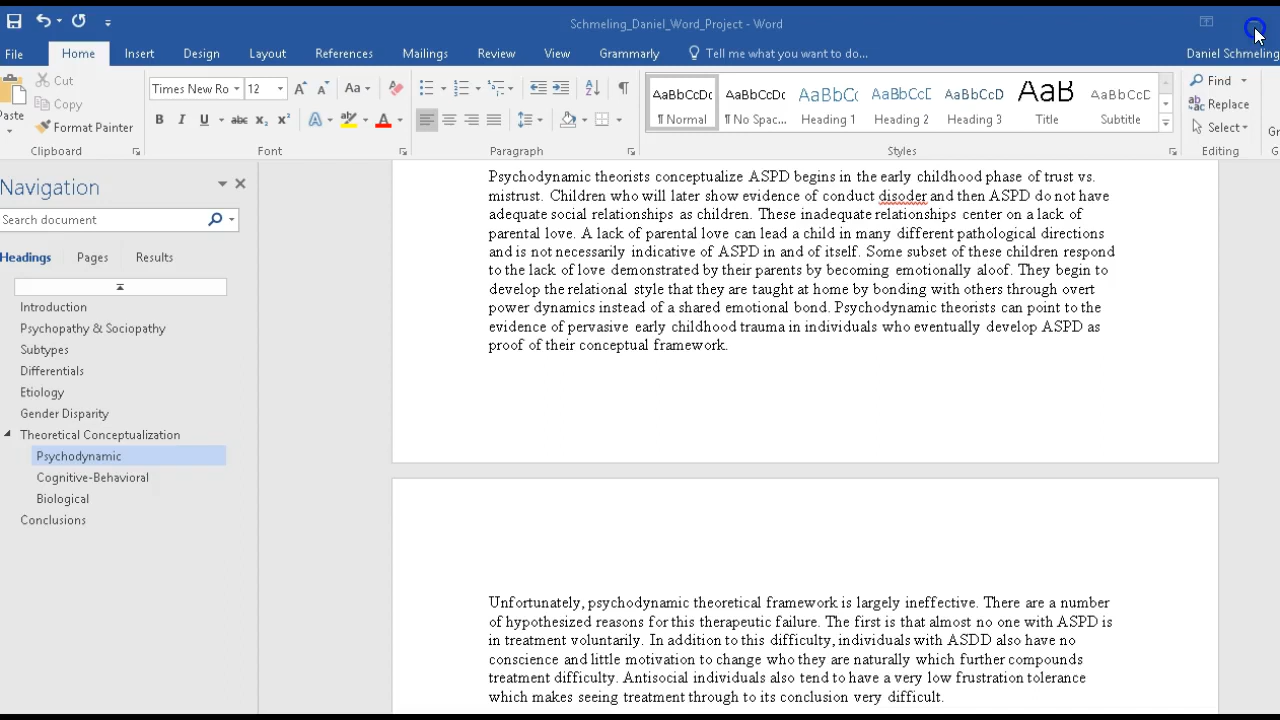 Schmeling_Daniel_Word_Project - Word
File Home Insert Design Layout References Mailings Review View Grammarly Tell me what you want to do... Daniel Schmeling
Cut
Copy
Format Painter
Clipboard
Times New Ro 12
Font
Paragraph
AaBbCcDc AaBbCcDc AaBbCc AaBbCcC AaBbCcD AaB AaBbCcC
¶ Normal ¶ No Spac... Heading 1 Heading 2 Heading 3 Title Subtitle
Styles
Find
Replace
Select
Editing
Navigation
Search document
Headings Pages Results
Introduction
Psychopathy & Sociopathy
Subtypes
Differentials
Etiology
Gender Disparity
Theoretical Conceptualization
Psychodynamic
Cognitive-Behavioral
Biological
Conclusions
Psychodynamic theorists conceptualize ASPD begins in the early childhood phase of trust vs.
mistrust. Children who will later show evidence of conduct disoder and then ASPD do not have
adequate social relationships as children. These inadequate relationships center on a lack of
parental love. A lack of parental love can lead a child in many different pathological directions
and is not necessarily indicative of ASPD in and of itself. Some subset of these children respond
to the lack of love demonstrated by their parents by becoming emotionally aloof. They begin to
develop the relational style that they are taught at home by bonding with others through overt
power dynamics instead of a shared emotional bond. Psychodynamic theorists can point to the
evidence of pervasive early childhood trauma in individuals who eventually develop ASPD as
proof of their conceptual framework.
Unfortunately, psychodynamic theoretical framework is largely ineffective. There are a number
of hypothesized reasons for this therapeutic failure. The first is that almost no one with ASPD is
in treatment voluntarily. In addition to this difficulty, individuals with ASDD also have no
conscience and little motivation to change who they are naturally which further compounds
treatment difficulty. Antisocial individuals also tend to have a very low frustration tolerance
which makes seeing treatment through to its conclusion very difficult.